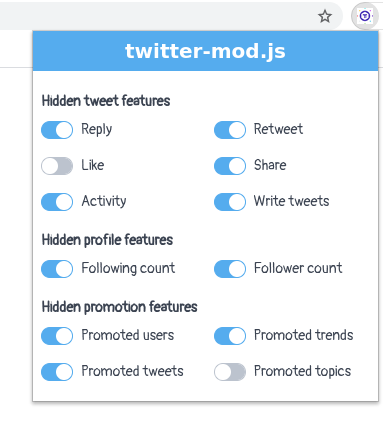 twitter-mod.js
Hidden tweet features
Reply Retweet
Like Share
Activity Write tweets
Hidden profile features
Following count Follower count
Hidden promotion features
Promoted users Promoted trends
Promoted tweets Promoted topics